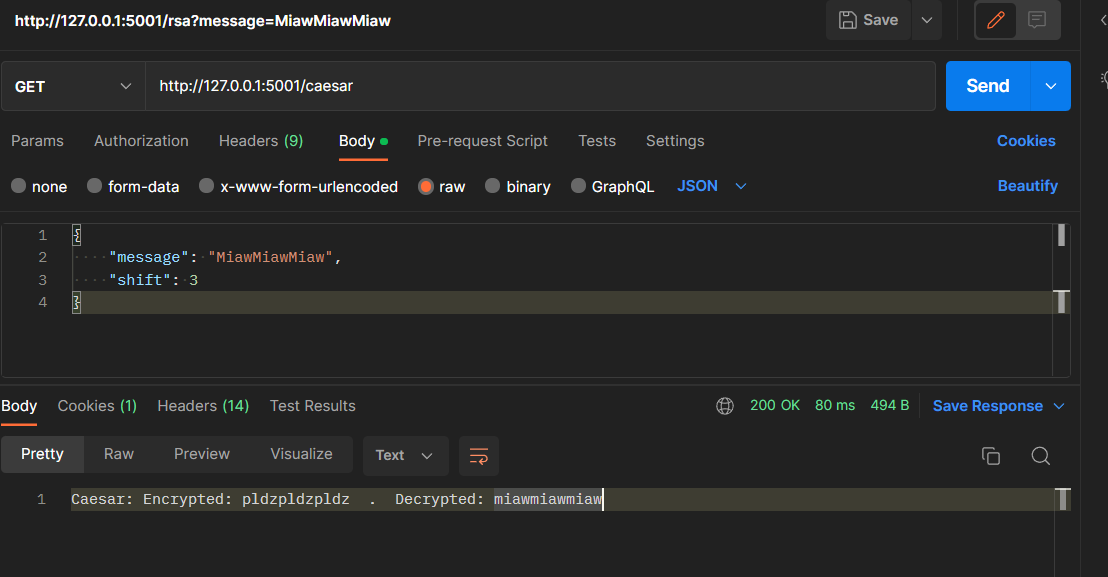 http://127.0.0.1:5001/rsa?message=MiawMiawMiaw
Save
GET
http://127.0.0.1:5001/caesar
Send
Params Authorization Headers (9) Body Pre-request Script Tests Settings Cookies
none form-data x-www-form-urlencoded raw binary GraphQL JSON Beautify
1 {
2 "message": "MiawMiawMiaw",
3 "shift": 3
4 }
Body Cookies (1) Headers (14) Test Results 200 OK 80 ms 494 B Save Response
Pretty Raw Preview Visualize Text
1 Caesar: Encrypted: pldzpldzpldz . Decrypted: miawmiawmiaw